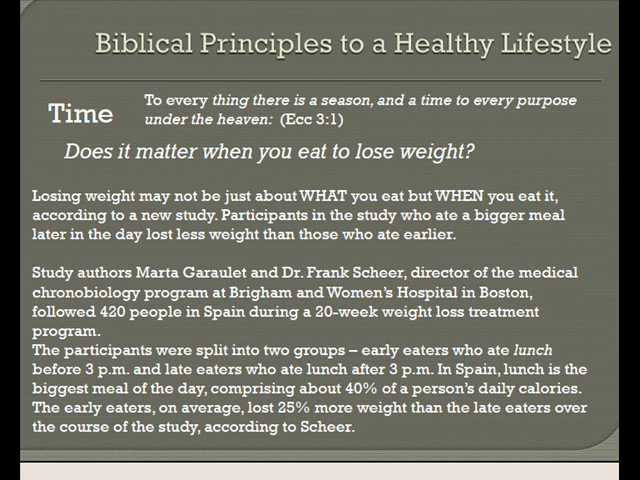 Biblical Principles to a Healthy Lifestyle
Time
To every thing there is a season, and a time to every purpose
under the heaven: (Ecc 3:1)
Does it matter when you eat to lose weight?
Losing weight may not be just about WHAT you eat but WHEN you eat it,
according to a new study. Participants in the study who ate a bigger meal
later in the day lost less weight than those who ate earlier.
Study authors Marta Garaulet and Dr. Frank Scheer, director of the medical
chronobiology program at Brigham and Women's Hospital in Boston,
followed 420 people in Spain during a 20-week weight loss treatment
program.
The participants were split into two groups – early eaters who ate lunch
before 3 p.m. and late eaters who ate lunch after 3 p.m. In Spain, lunch is the
biggest meal of the day, comprising about 40% of a person's daily calories.
The early eaters, on average, lost 25% more weight than the late eaters over
the course of the study, according to Scheer.